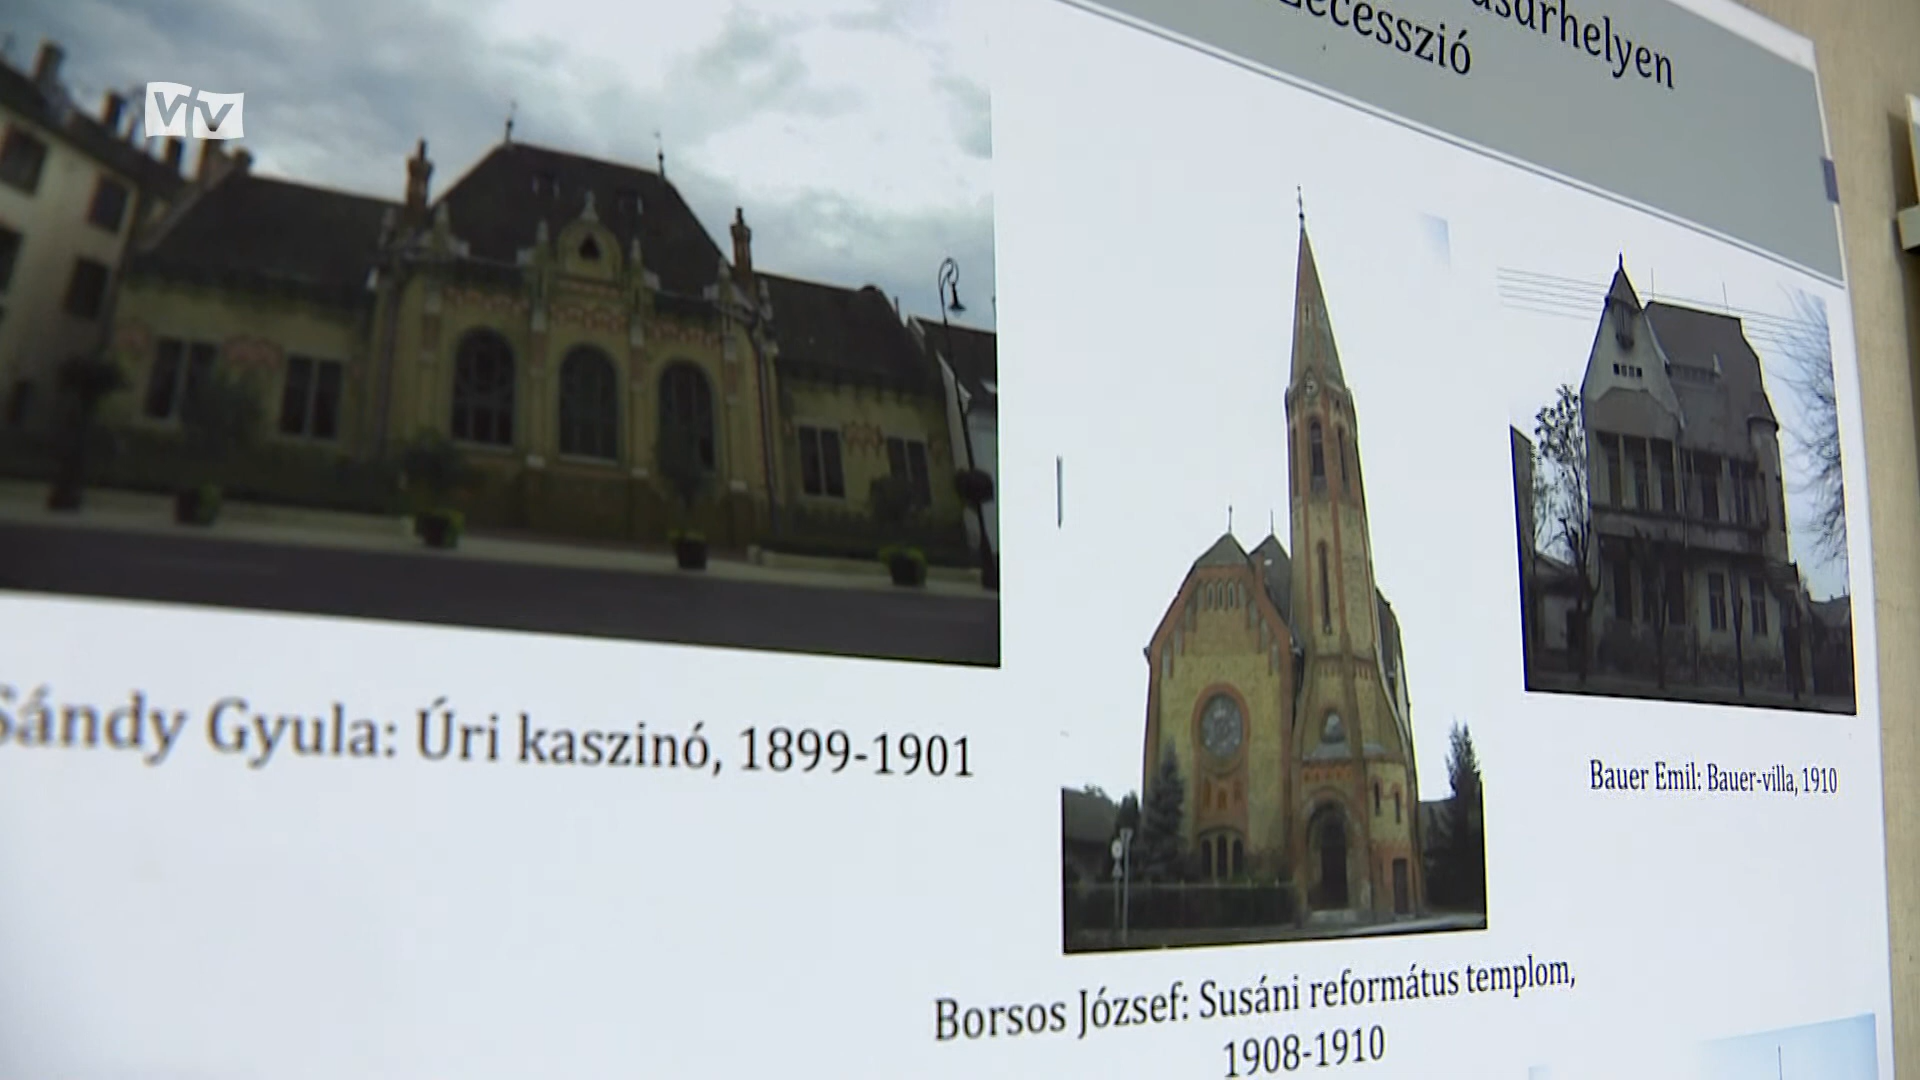 VTV
szecesszió
Sándy Gyula: Úri kaszinó, 1899-1901
Bauer Emil: Bauer-villa, 1910
Borsos József: Susáni református templom,
1908-1910